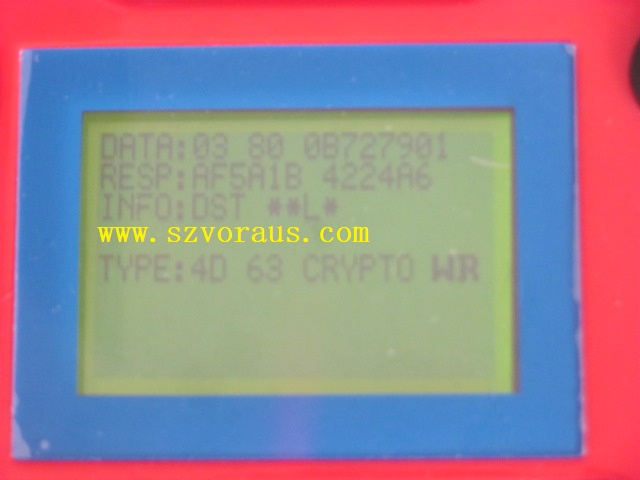 DATA:03 80 0B727901
RESP:AF5A1B 4224A6
INFO:DST **L*
www.szvoraus.com
TYPE:4D 63 CRYPTO WR